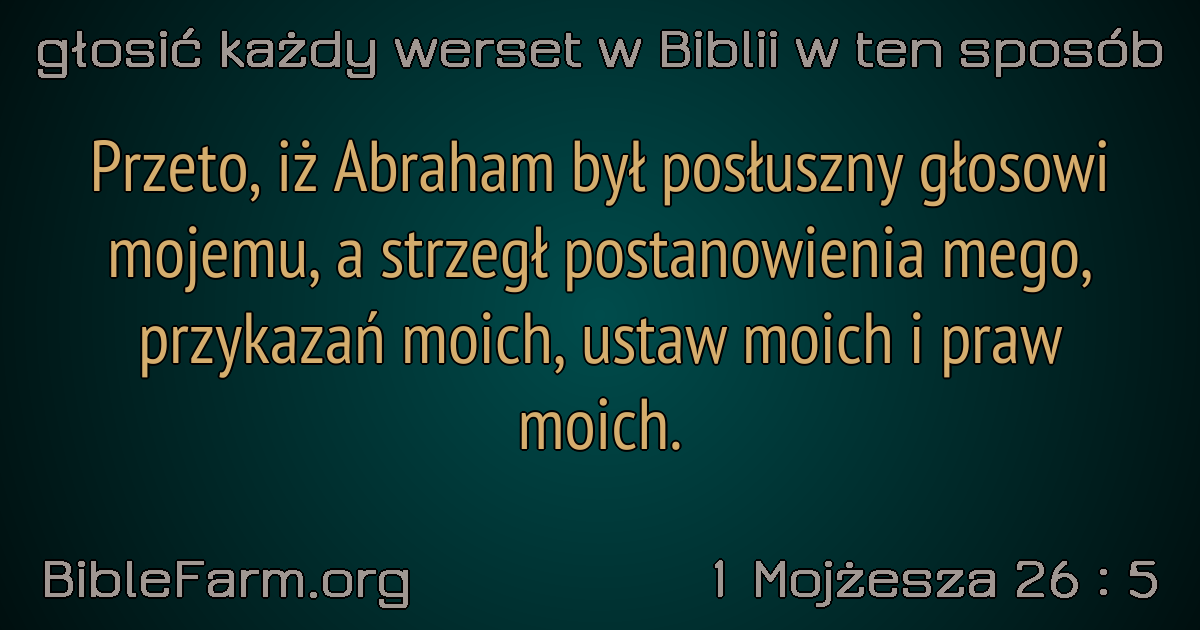 głosić każdy werset w Biblii w ten sposób
Przeto, iż Abraham był posłuszny głosowi
mojemu, a strzegł postanowienia mego,
przykazań moich, ustaw moich i praw
moich.
BibleFarm.org
1 Mojżesza 26 : 5